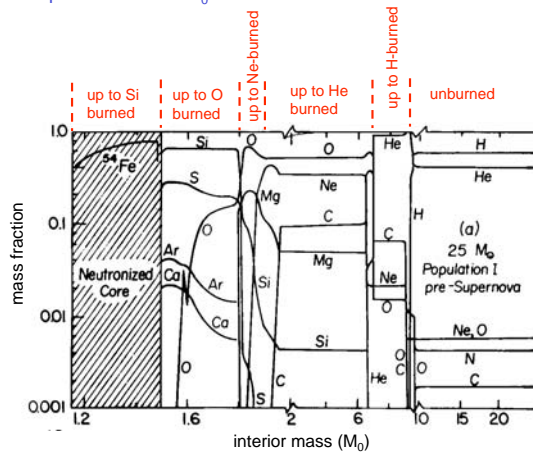 up to Si burned
up to O burned
up to Ne-burned
up to He burned
up to H-burned
unburned
mass fraction
1.0
0.1
0.01
0.001
54Fe
Neutronized
Core
Si
S
Ar
Ca
O
Ar
Ca
O
O
Mg
Si
S
C
O
Ne
C
Mg
Si
He
He
C
Ne
O
O
C
O
H
H
He
(a)
25 M⊙
Population I
pre-Supernova
Ne,O
N
C
1.2
1.6
2
2
6
10
15
20
interior mass (M0)